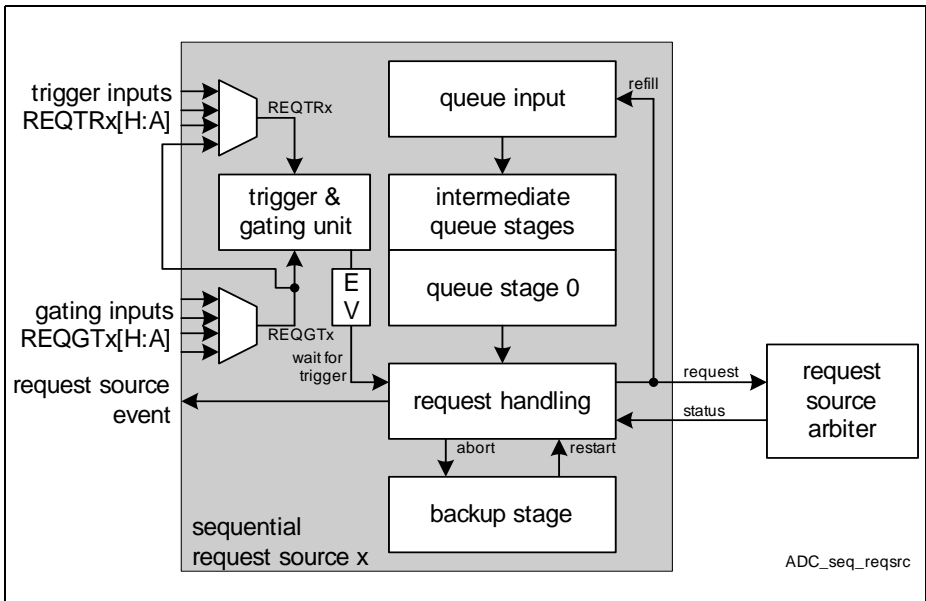 trigger inputs
REQTRx[H:A]
REQTRx
trigger &
gating unit
E
V
gating inputs
REQGTx[H:A]
REQGTx
wait for
trigger
request source
event
queue input
refill
intermediate
queue stages
queue stage 0
request handling
request
status
request
source
arbiter
abort
restart
backup stage
sequential
request source x
ADC_seq_reqsrc